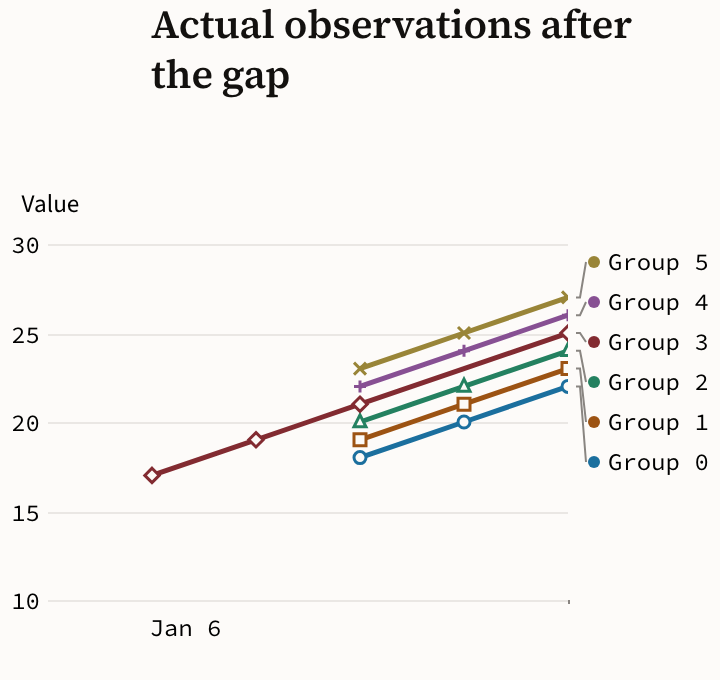 Actual observations after
the gap
Value
30
25
20
15
10
Jan 6
Group 5
Group 4
Group 3
Group 2
Group 1
Group 0